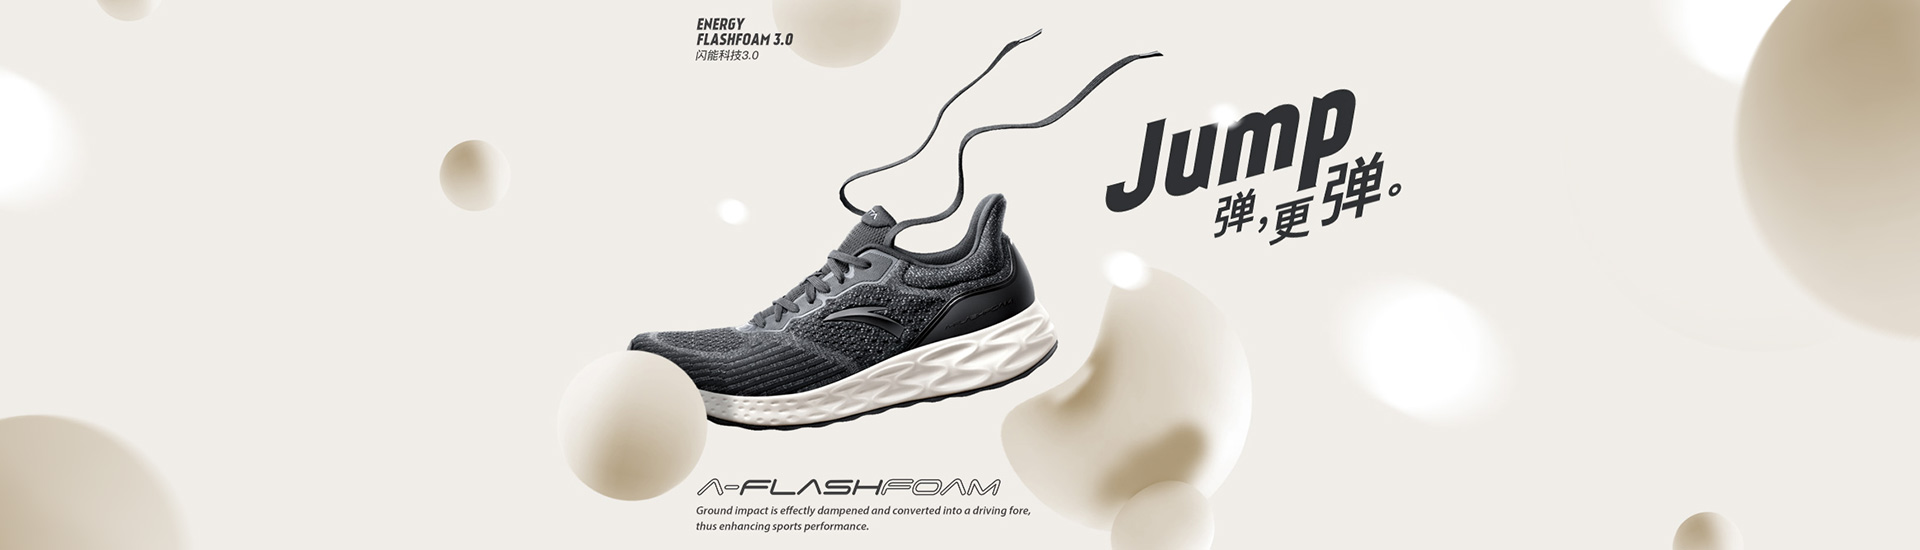 ENERGY
FLASHFOAM 3.0
闪能科技3.0
Jump
弹,更弹。
A-FLASHFOAM
Ground impact is effectly dampened and converted into a driving fore,
thus enhancing sports performance.